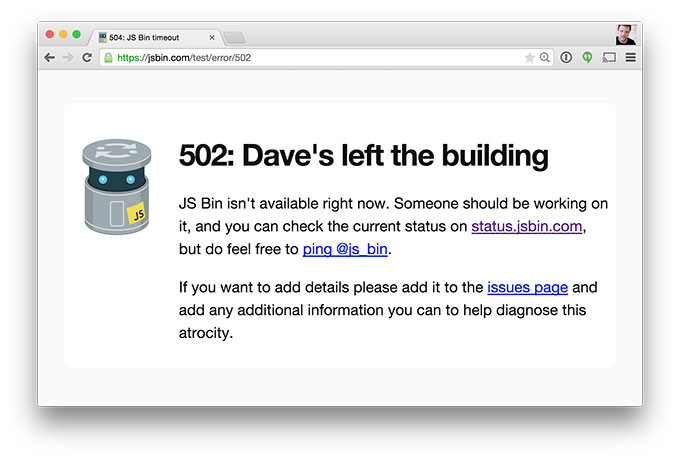 504: JS Bin timeout
https://jsbin.com/test/error/502
502: Dave's left the building
JS Bin isn't available right now. Someone should be working on
it, and you can check the current status on status.jsbin.com,
but do feel free to ping @js_bin.
If you want to add details please add it to the issues page and
add any additional information you can to help diagnose this
atrocity.
JS